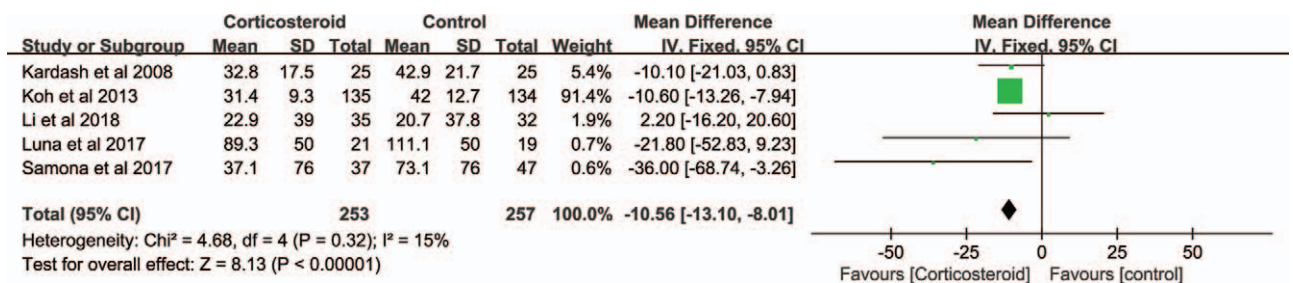 Corticosteroid Control Mean Difference Mean Difference
Study or Subgroup Mean SD Total Mean SD Total Weight IV, Fixed, 95% CI IV, Fixed, 95% CI
Kardash et al 2008 32.8 17.5 25 42.9 21.7 25 5.4% -10.10 [-21.03, 0.83]
Koh et al 2013 31.4 9.3 135 42 12.7 134 91.4% -10.60 [-13.26, -7.94]
Li et al 2018 22.9 39 35 20.7 37.8 32 1.9% 2.20 [-16.20, 20.60]
Luna et al 2017 89.3 50 21 111.1 50 19 0.7% -21.80 [-52.83, 9.23]
Samona et al 2017 37.1 76 37 73.1 76 47 0.6% -36.00 [-68.74, -3.26]
Total (95% CI) 253 257 100.0% -10.56 [-13.10, -8.01]
Heterogeneity: Chi² = 4.68, df = 4 (P = 0.32); I² = 15%
Test for overall effect: Z = 8.13 (P < 0.00001)
-50 -25 0 25 50
Favours [Corticosteroid] Favours [control]